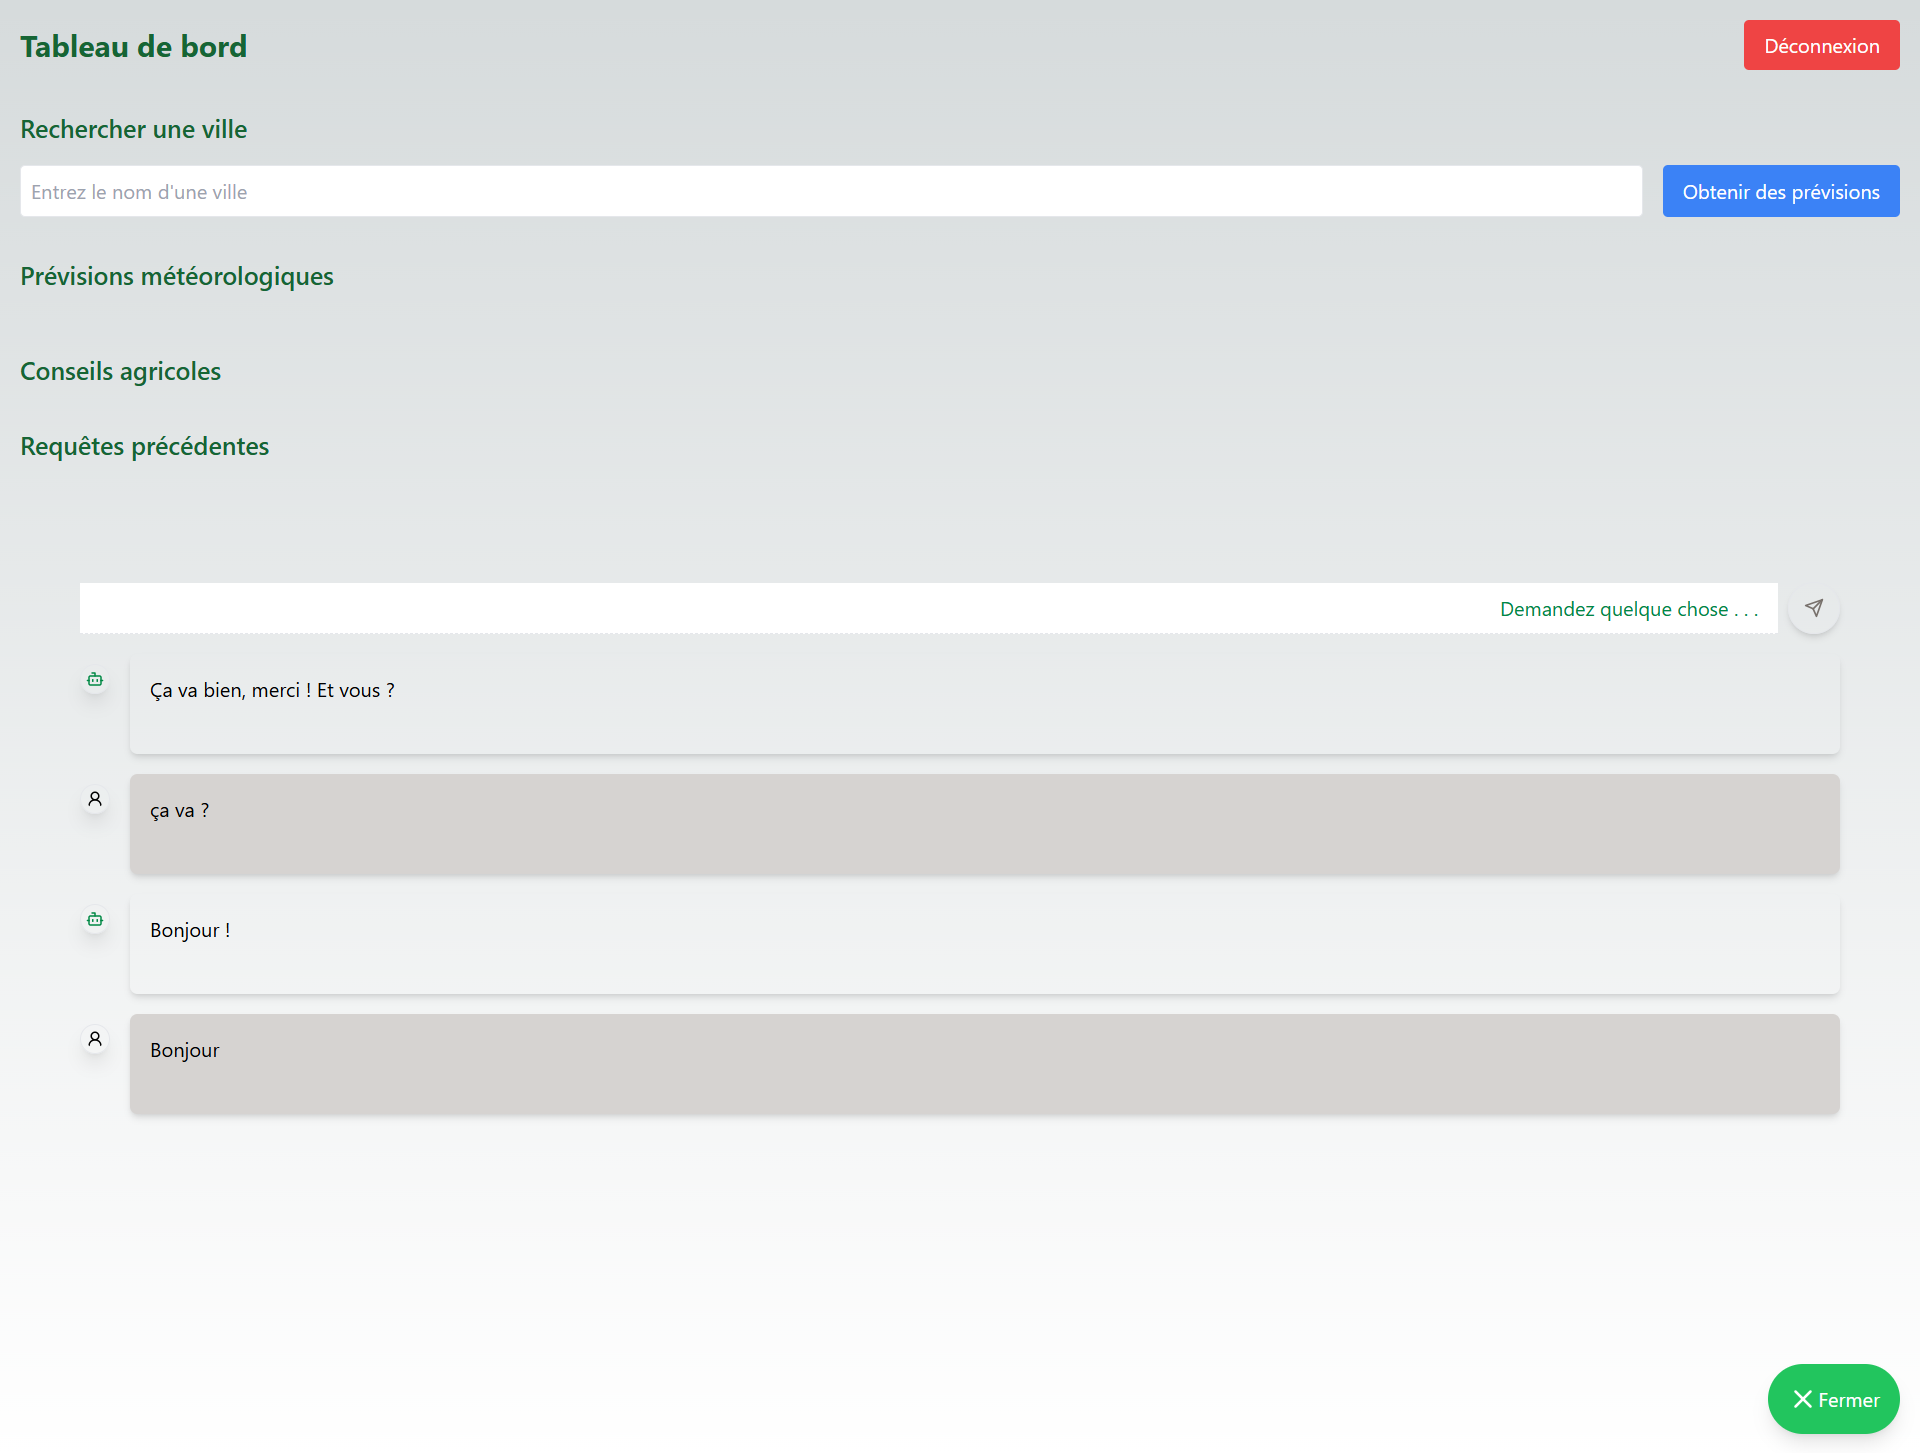 Tableau de bord
Déconnexion
Rechercher une ville
Entrez le nom d'une ville
Obtenir des prévisions
Prévisions météorologiques
Conseils agricoles
Requêtes précédentes
Demandez quelque chose . . .
Ça va bien, merci ! Et vous ?
ça va ?
Bonjour !
Bonjour
Fermer